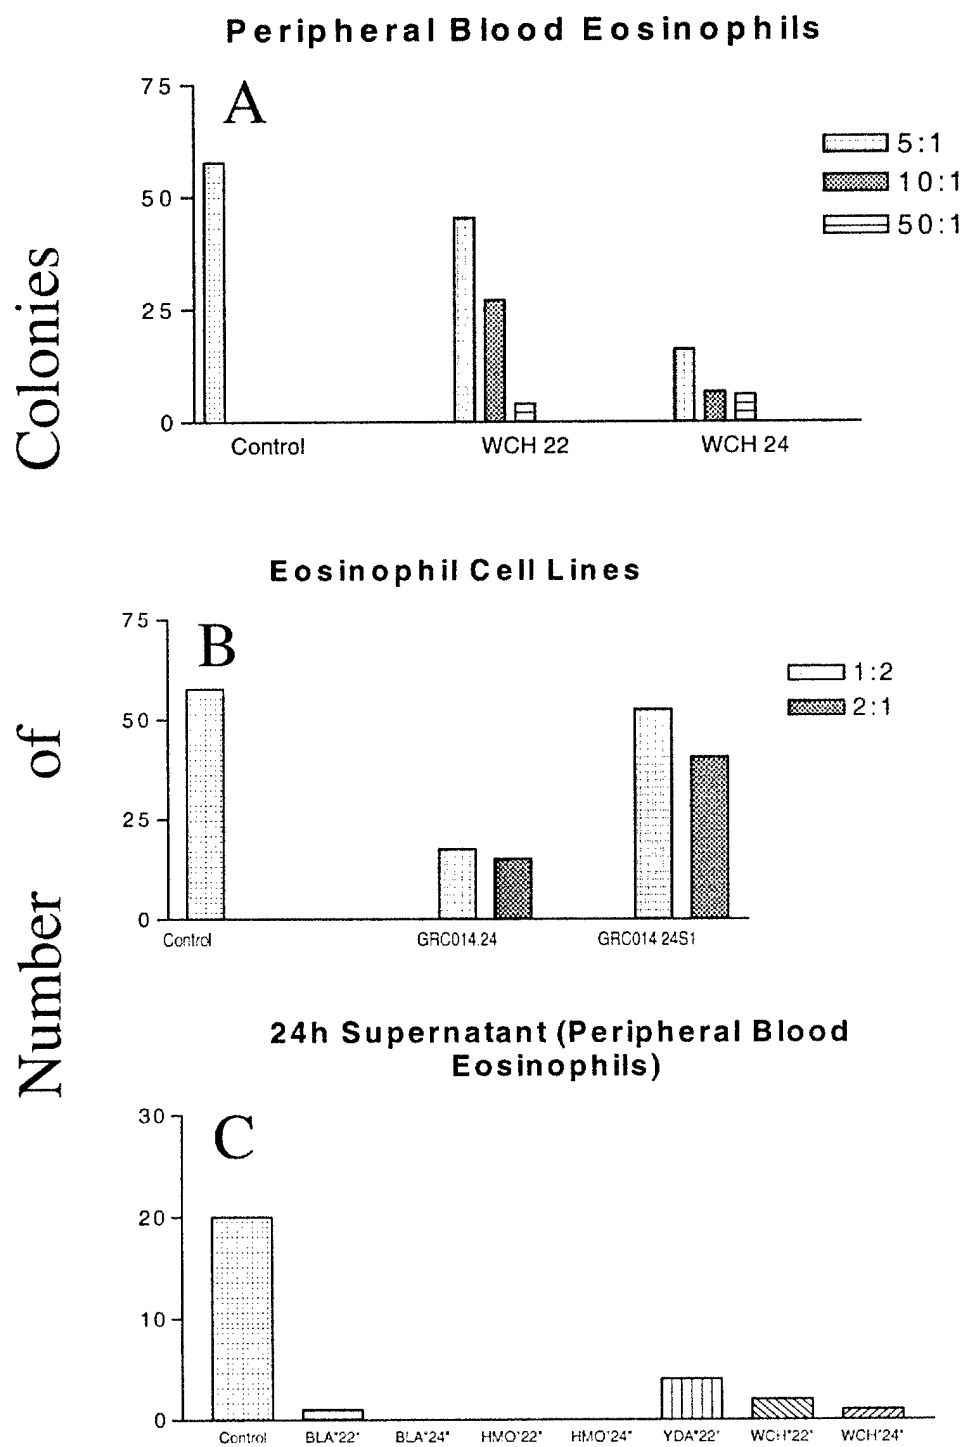 Peripheral Blood Eosinophils
A
75
50
25
0
5:1
10:1
50:1
Control
WCH 22
WCH 24
Number of Colonies
Eosinophil Cell Lines
B
75
50
25
0
1:2
2:1
Control
GRC014.24
GRC014 24S1
24h Supernatant (Peripheral Blood
Eosinophils)
C
30
20
10
0
Control
BLA"22"
BLA"24"
HMO"22"
HMO"24"
YDA"22"
WCH"22"
WCH"24"